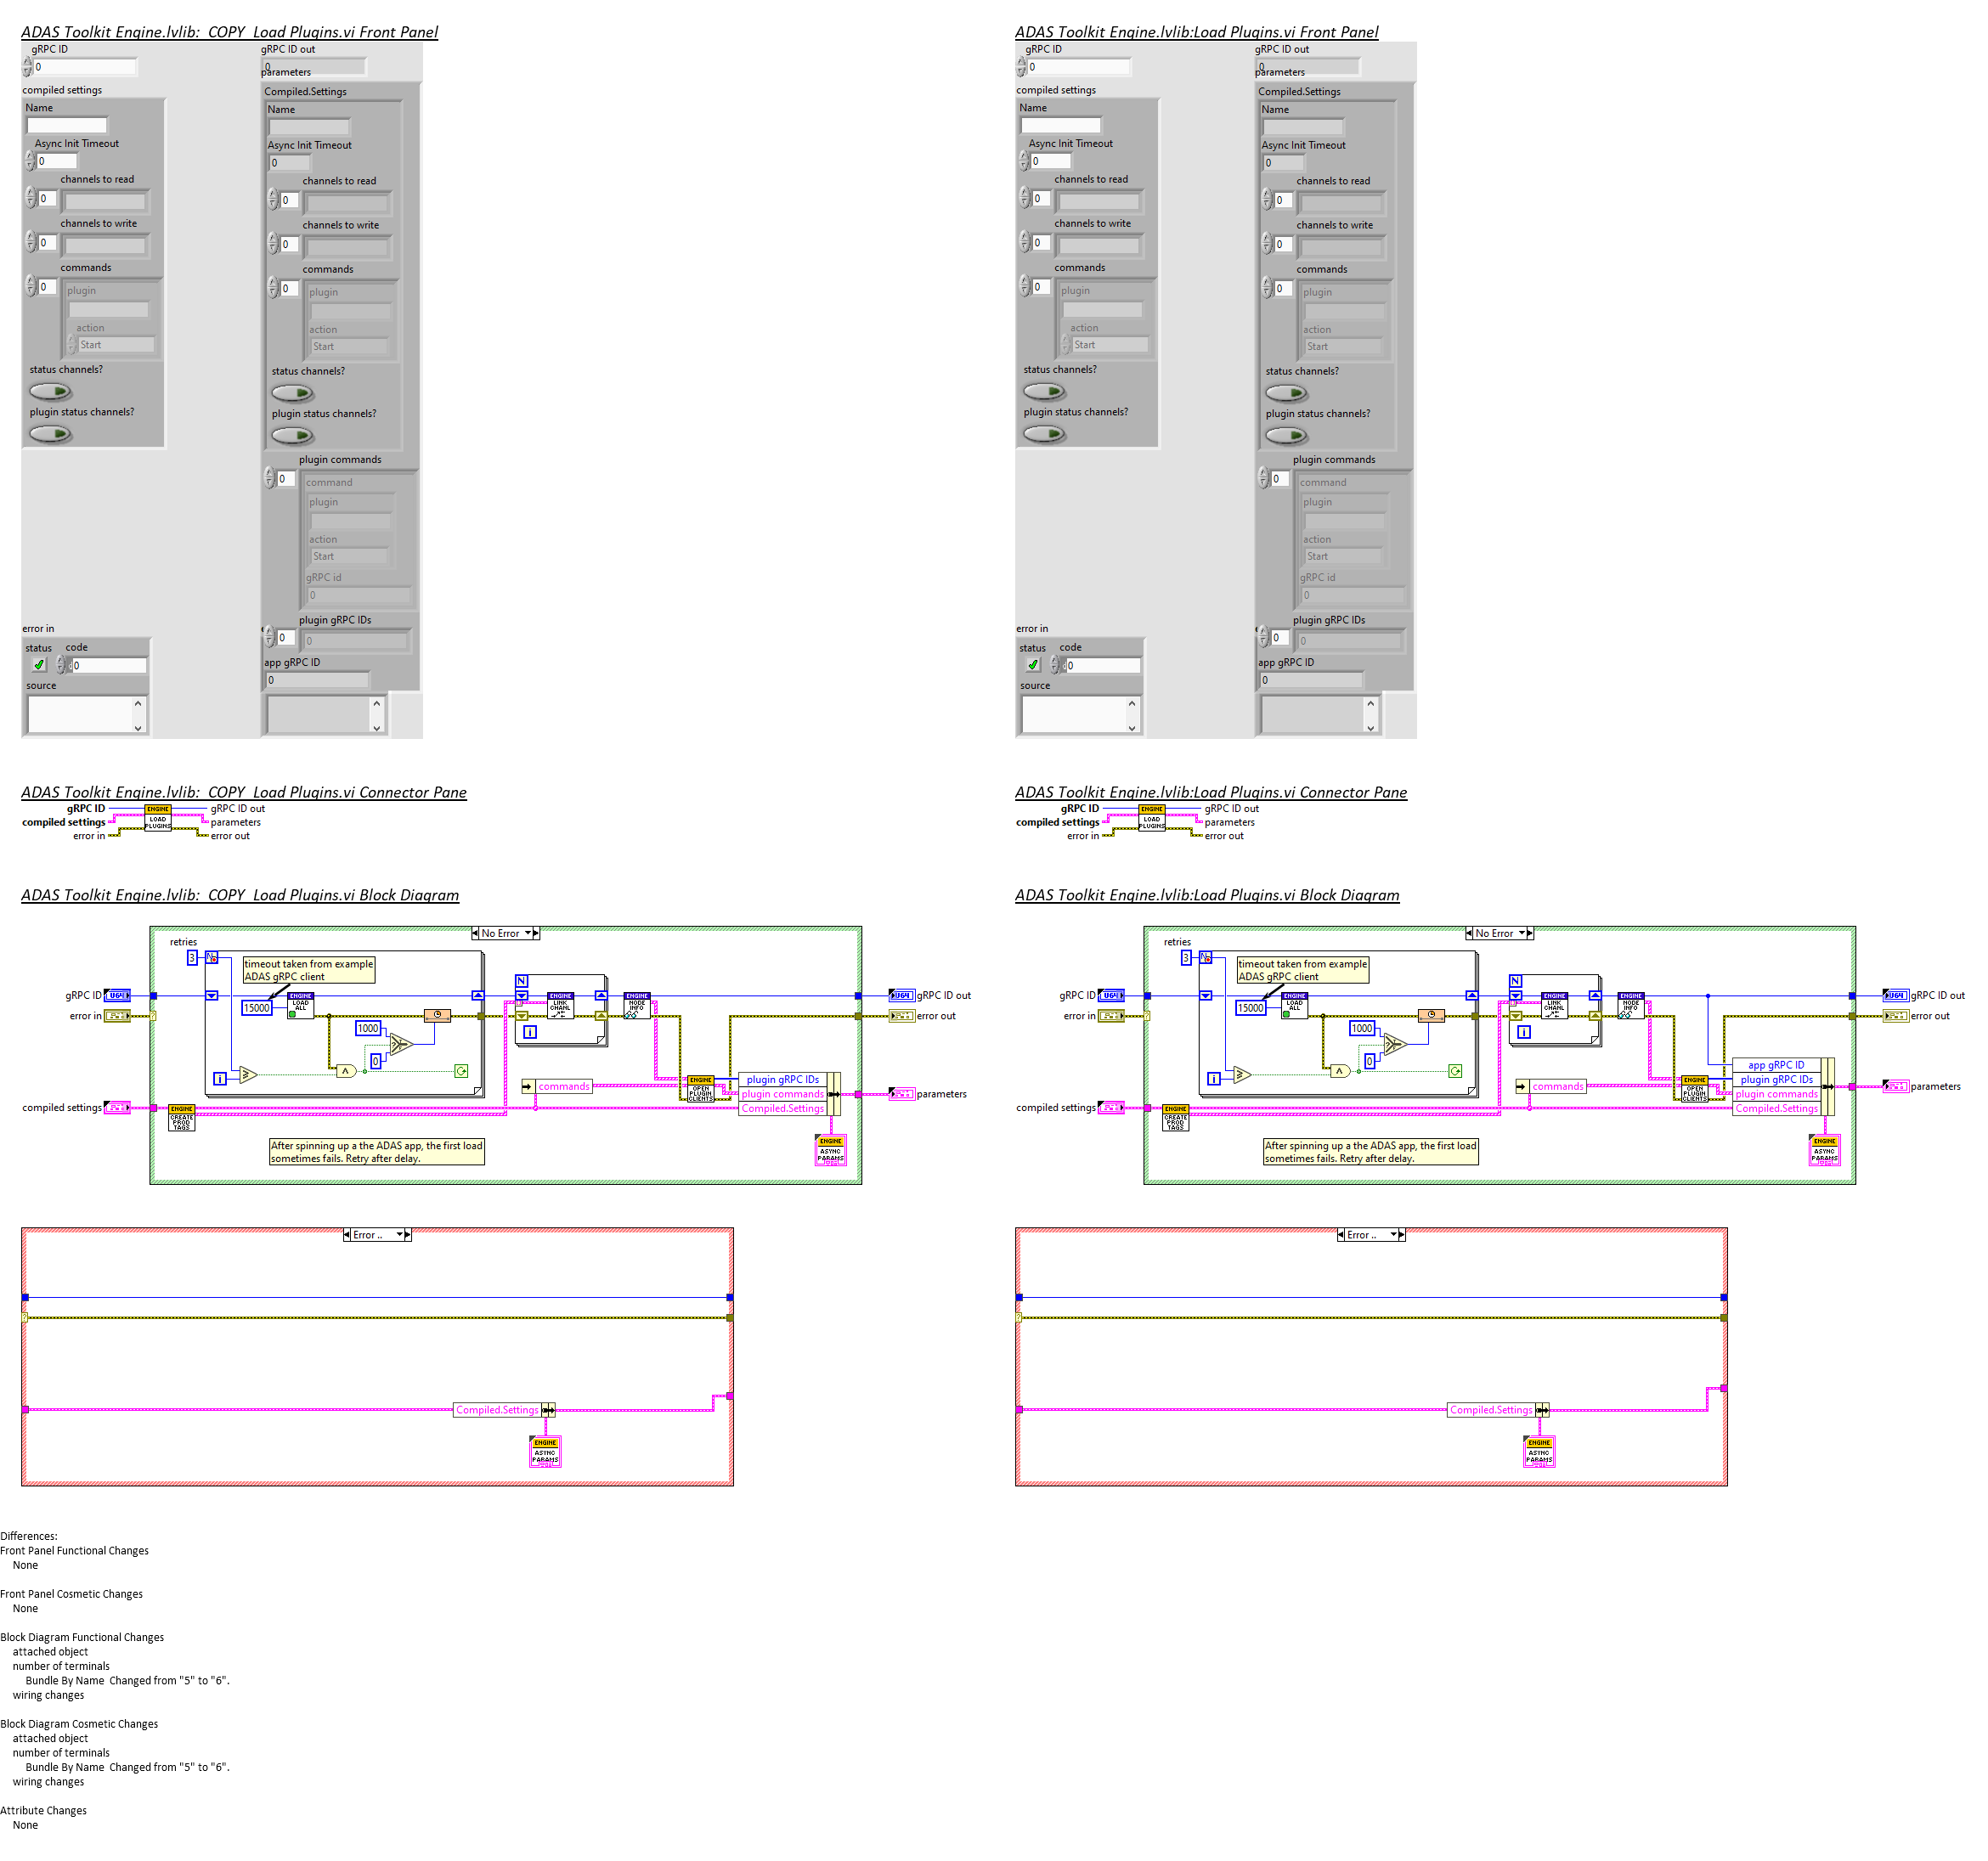 ADAS Toolkit Engine.lvlib:  COPY  Load Plugins.vi Front Panel
gRPC ID
0
compiled settings
Name
Async Init Timeout
0
channels to read
0
channels to write
0
commands
0
plugin
action
Start
status channels?
plugin status channels?
error in
status code
0
source
gRPC ID out
0
parameters
Compiled.Settings
Name
Async Init Timeout
0
channels to read
0
channels to write
0
commands
0
plugin
action
Start
status channels?
plugin status channels?
plugin commands
0
command
plugin
action
Start
gRPC id
0
plugin gRPC IDs
0
0
app gRPC ID
0
ADAS Toolkit Engine.lvlib:Load Plugins.vi Front Panel
gRPC ID
0
compiled settings
Name
Async Init Timeout
0
channels to read
0
channels to write
0
commands
0
plugin
action
Start
status channels?
plugin status channels?
error in
status code
0
source
gRPC ID out
0
parameters
Compiled.Settings
Name
Async Init Timeout
0
channels to read
0
channels to write
0
commands
0
plugin
action
Start
status channels?
plugin status channels?
plugin commands
0
command
plugin
action
Start
gRPC id
0
plugin gRPC IDs
0
0
app gRPC ID
0
ADAS Toolkit Engine.lvlib:  COPY  Load Plugins.vi Connector Pane
gRPC ID
compiled settings
error in
ENGINE
LOAD
PLUGINS
gRPC ID out
parameters
error out
ADAS Toolkit Engine.lvlib:Load Plugins.vi Connector Pane
gRPC ID
compiled settings
error in
ENGINE
LOAD
PLUGINS
gRPC ID out
parameters
error out
ADAS Toolkit Engine.lvlib:  COPY  Load Plugins.vi Block Diagram
No Error
retries
3
N
timeout taken from example
ADAS gRPC client
gRPC ID
U64
error in
15000
ENGINE
LOAD
ALL
1000
0
i
N
ENGINE
LINK
CHANL
i
ENGINE
NODE
INFO
U64
gRPC ID out
error out
commands
ENGINE
OPEN
PLUGIN
CLIENTS
plugin gRPC IDs
plugin commands
Compiled.Settings
parameters
compiled settings
ENGINE
CREATE
PROD
TAGS
After spinning up a the ADAS app, the first load
sometimes fails. Retry after delay.
ENGINE
ASYNC
PARAMS
Error ..
?
Compiled.Settings
ENGINE
ASYNC
PARAMS
ADAS Toolkit Engine.lvlib:Load Plugins.vi Block Diagram
No Error
retries
3
N
timeout taken from example
ADAS gRPC client
gRPC ID
U64
error in
15000
ENGINE
LOAD
ALL
1000
0
i
N
ENGINE
LINK
CHANL
i
ENGINE
NODE
INFO
U64
gRPC ID out
error out
commands
ENGINE
OPEN
PLUGIN
CLIENTS
app gRPC ID
plugin gRPC IDs
plugin commands
Compiled.Settings
parameters
compiled settings
ENGINE
CREATE
PROD
TAGS
After spinning up a the ADAS app, the first load
sometimes fails. Retry after delay.
ENGINE
ASYNC
PARAMS
Error ..
?
Compiled.Settings
ENGINE
ASYNC
PARAMS
Differences:
Front Panel Functional Changes
None
Front Panel Cosmetic Changes
None
Block Diagram Functional Changes
attached object
number of terminals
Bundle By Name  Changed from "5" to "6".
wiring changes
Block Diagram Cosmetic Changes
attached object
number of terminals
Bundle By Name  Changed from "5" to "6".
wiring changes
Attribute Changes
None